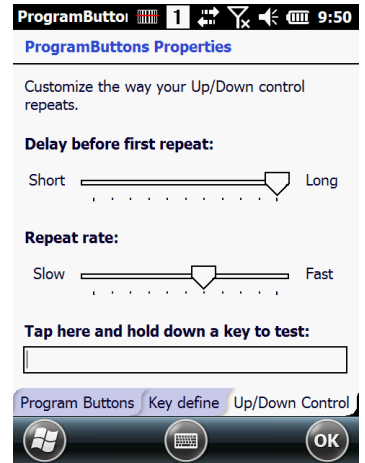 ProgramButto 1 9:50
ProgramButtons Properties
Customize the way your Up/Down control
repeats.
Delay before first repeat:
Short Long
Repeat rate:
Slow Fast
Tap here and hold down a key to test:
Program Buttons Key define Up/Down Control
OK